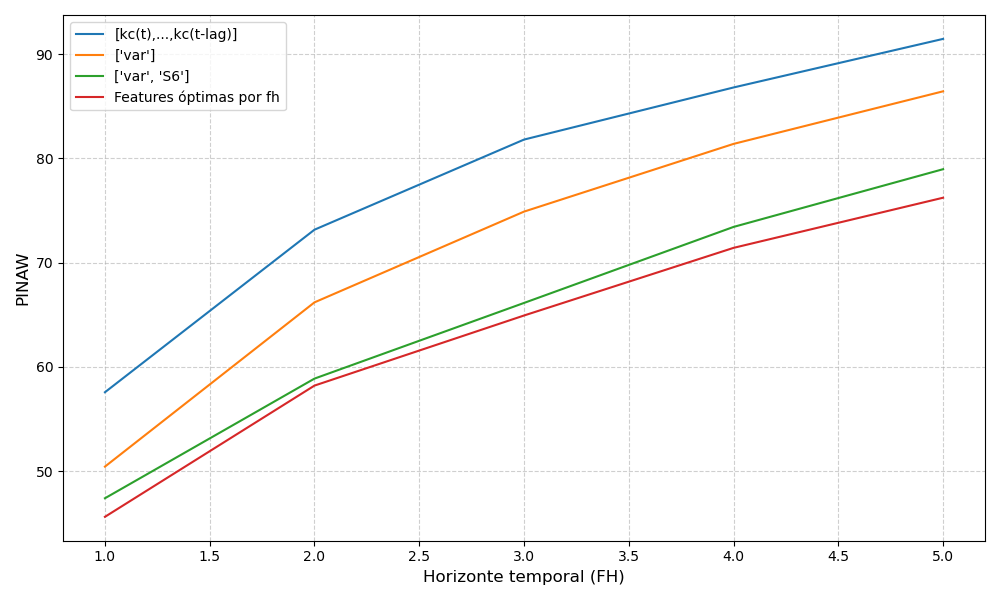 [kc(t),...,kc(t-lag)]
['var']
['var', 'S6']
Features óptimas por fh
PINAW
90
80
70
60
50
1.0 1.5 2.0 2.5 3.0 3.5 4.0 4.5 5.0
Horizonte temporal (FH)